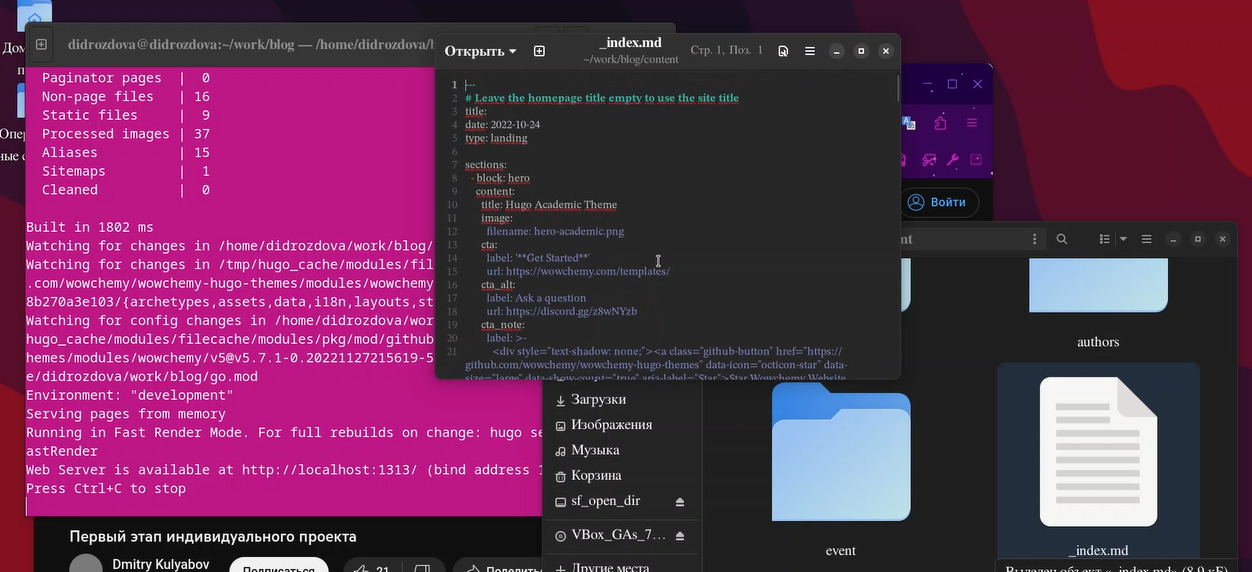 Дом
didrozdova@didrozdova:~/work/blog — /home/didrozdova/b
Paginator pages | 0
Non-page files | 16
Static files | 9
Processed images | 37
Aliases | 15
Sitemaps | 1
Cleaned | 0
Built in 1802 ms
Watching for changes in /home/didrozdova/work/blog/
Watching for changes in /tmp/hugo_cache/modules/fil
.com/wowchemy/wowchemy-hugo-themes/modules/wowchemy
8b270a3e103/{archetypes,assets,data,i18n,layouts,st
Watching for config changes in /home/didrozdova/wor
hugo_cache/modules/filecache/modules/pkg/mod/github
hemes/modules/wowchemy/v5@v5.7.1-0.20221127215619-5
e/didrozdova/work/blog/go.mod
Environment: "development"
Serving pages from memory
Running in Fast Render Mode. For full rebuilds on change: hugo se
astRender
Web Server is available at http://localhost:1313/ (bind address 1
Press Ctrl+C to stop
Открыть
_index.md
~/work/blog/content
Стр. 1, Поз. 1
1 ---
2 # Leave the homepage title empty to use the site title
3 title:
4 date: 2022-10-24
5 type: landing
6
7 sections:
8 - block: hero
9 content:
10 title: Hugo Academic Theme
11 image:
12 filename: hero-academic.png
13 cta:
14 label: '**Get Started**'
15 url: https://wowchemy.com/templates/
16 cta_alt:
17 label: Ask a question
18 url: https://discord.gg/z8wNYzb
19 cta_note:
20 label: >-
21 <div style="text-shadow: none;"><a class="github-button" href="https://
github.com/wowchemy/wowchemy-hugo-themes" data-icon="octicon-star" data-
size="large" data-show-count="true" aria-label="Star">Star Wowchemy Website
Войти
nt
authors
event
_index.md
Выделен объект «_index.md» (8,9 кБ)
Загрузки
Изображения
Музыка
Корзина
sf_open_dir
VBox_GAs_7...
Другие места
Первый этап индивидуального проекта
Dmitry Kulyabov
Подписаться
21
Поделиться